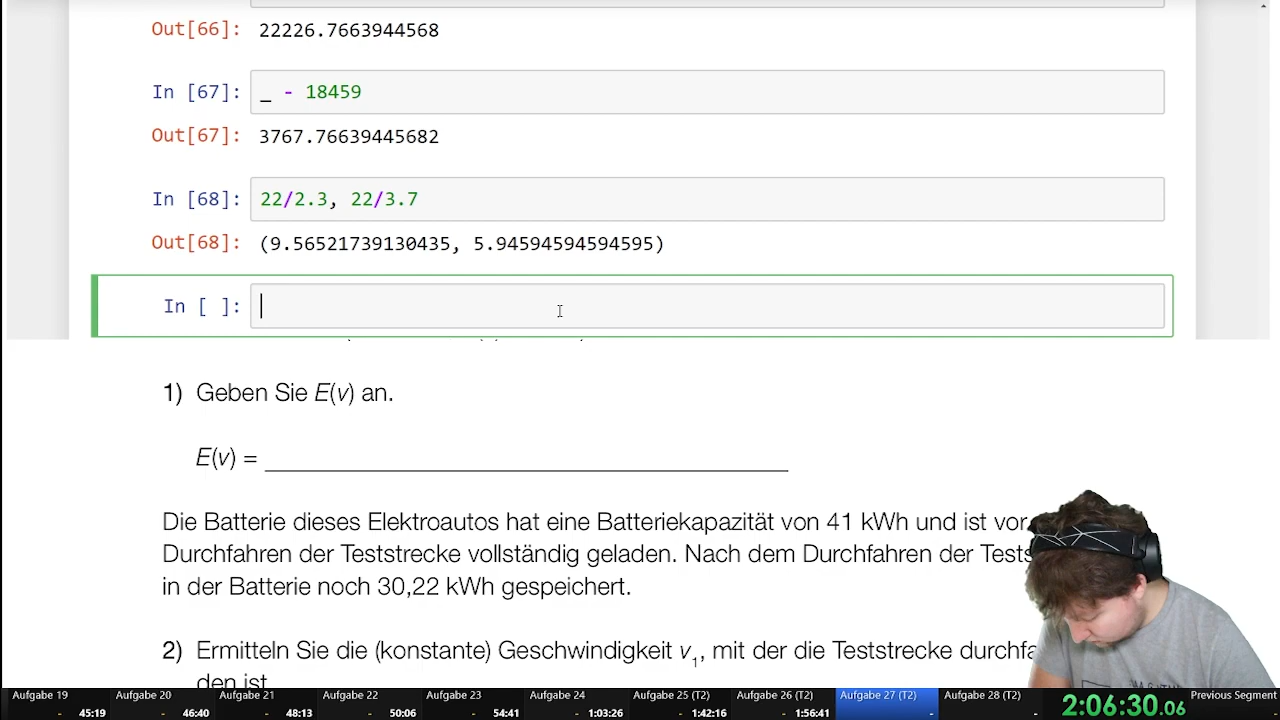 Out[66]: 22226.7663944568
In [67]: _ - 18459
Out[67]: 3767.76639445682
In [68]: 22/2.3, 22/3.7
Out[68]: (9.56521739130435, 5.94594594594595)
In [ ]:
1) Geben Sie E(v) an.
E(v) =
Die Batterie dieses Elektroautos hat eine Batteriekapazität von 41 kWh und ist vor
Durchfahren der Teststrecke vollständig geladen. Nach dem Durchfahren der Tests
in der Batterie noch 30,22 kWh gespeichert.
2) Ermitteln Sie die (konstante) Geschwindigkeit v1, mit der die Teststrecke durchfa
den ist
Aufgabe 19 Aufgabe 20 Aufgabe 21 Aufgabe 22 Aufgabe 23 Aufgabe 24 Aufgabe 25 (T2) Aufgabe 26 (T2) Aufgabe 27 (T2) Aufgabe 28 (T2) 2:06:30.06 Previous Segment
- 45:19 - 46:40 - 48:13 - 50:06 - 54:41 - 1:03:26 - 1:42:16 - 1:56:41 - - -